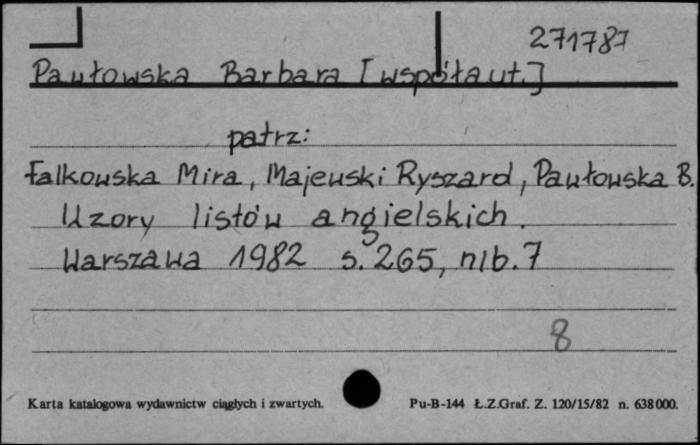 271787
Pawłowska Barbara [współaut.]
patrz:
Falkowska Mira, Majewski Ryszard, Pawłowska B.
Wzory listów angielskich.
Warszawa 1982 s. 265, nlb. 7
8
Karta katalogowa wydawnictw ciągłych i zwartych. Pu-B-144 Ł.Z.Graf. Z. 120/15/82 n. 638000.